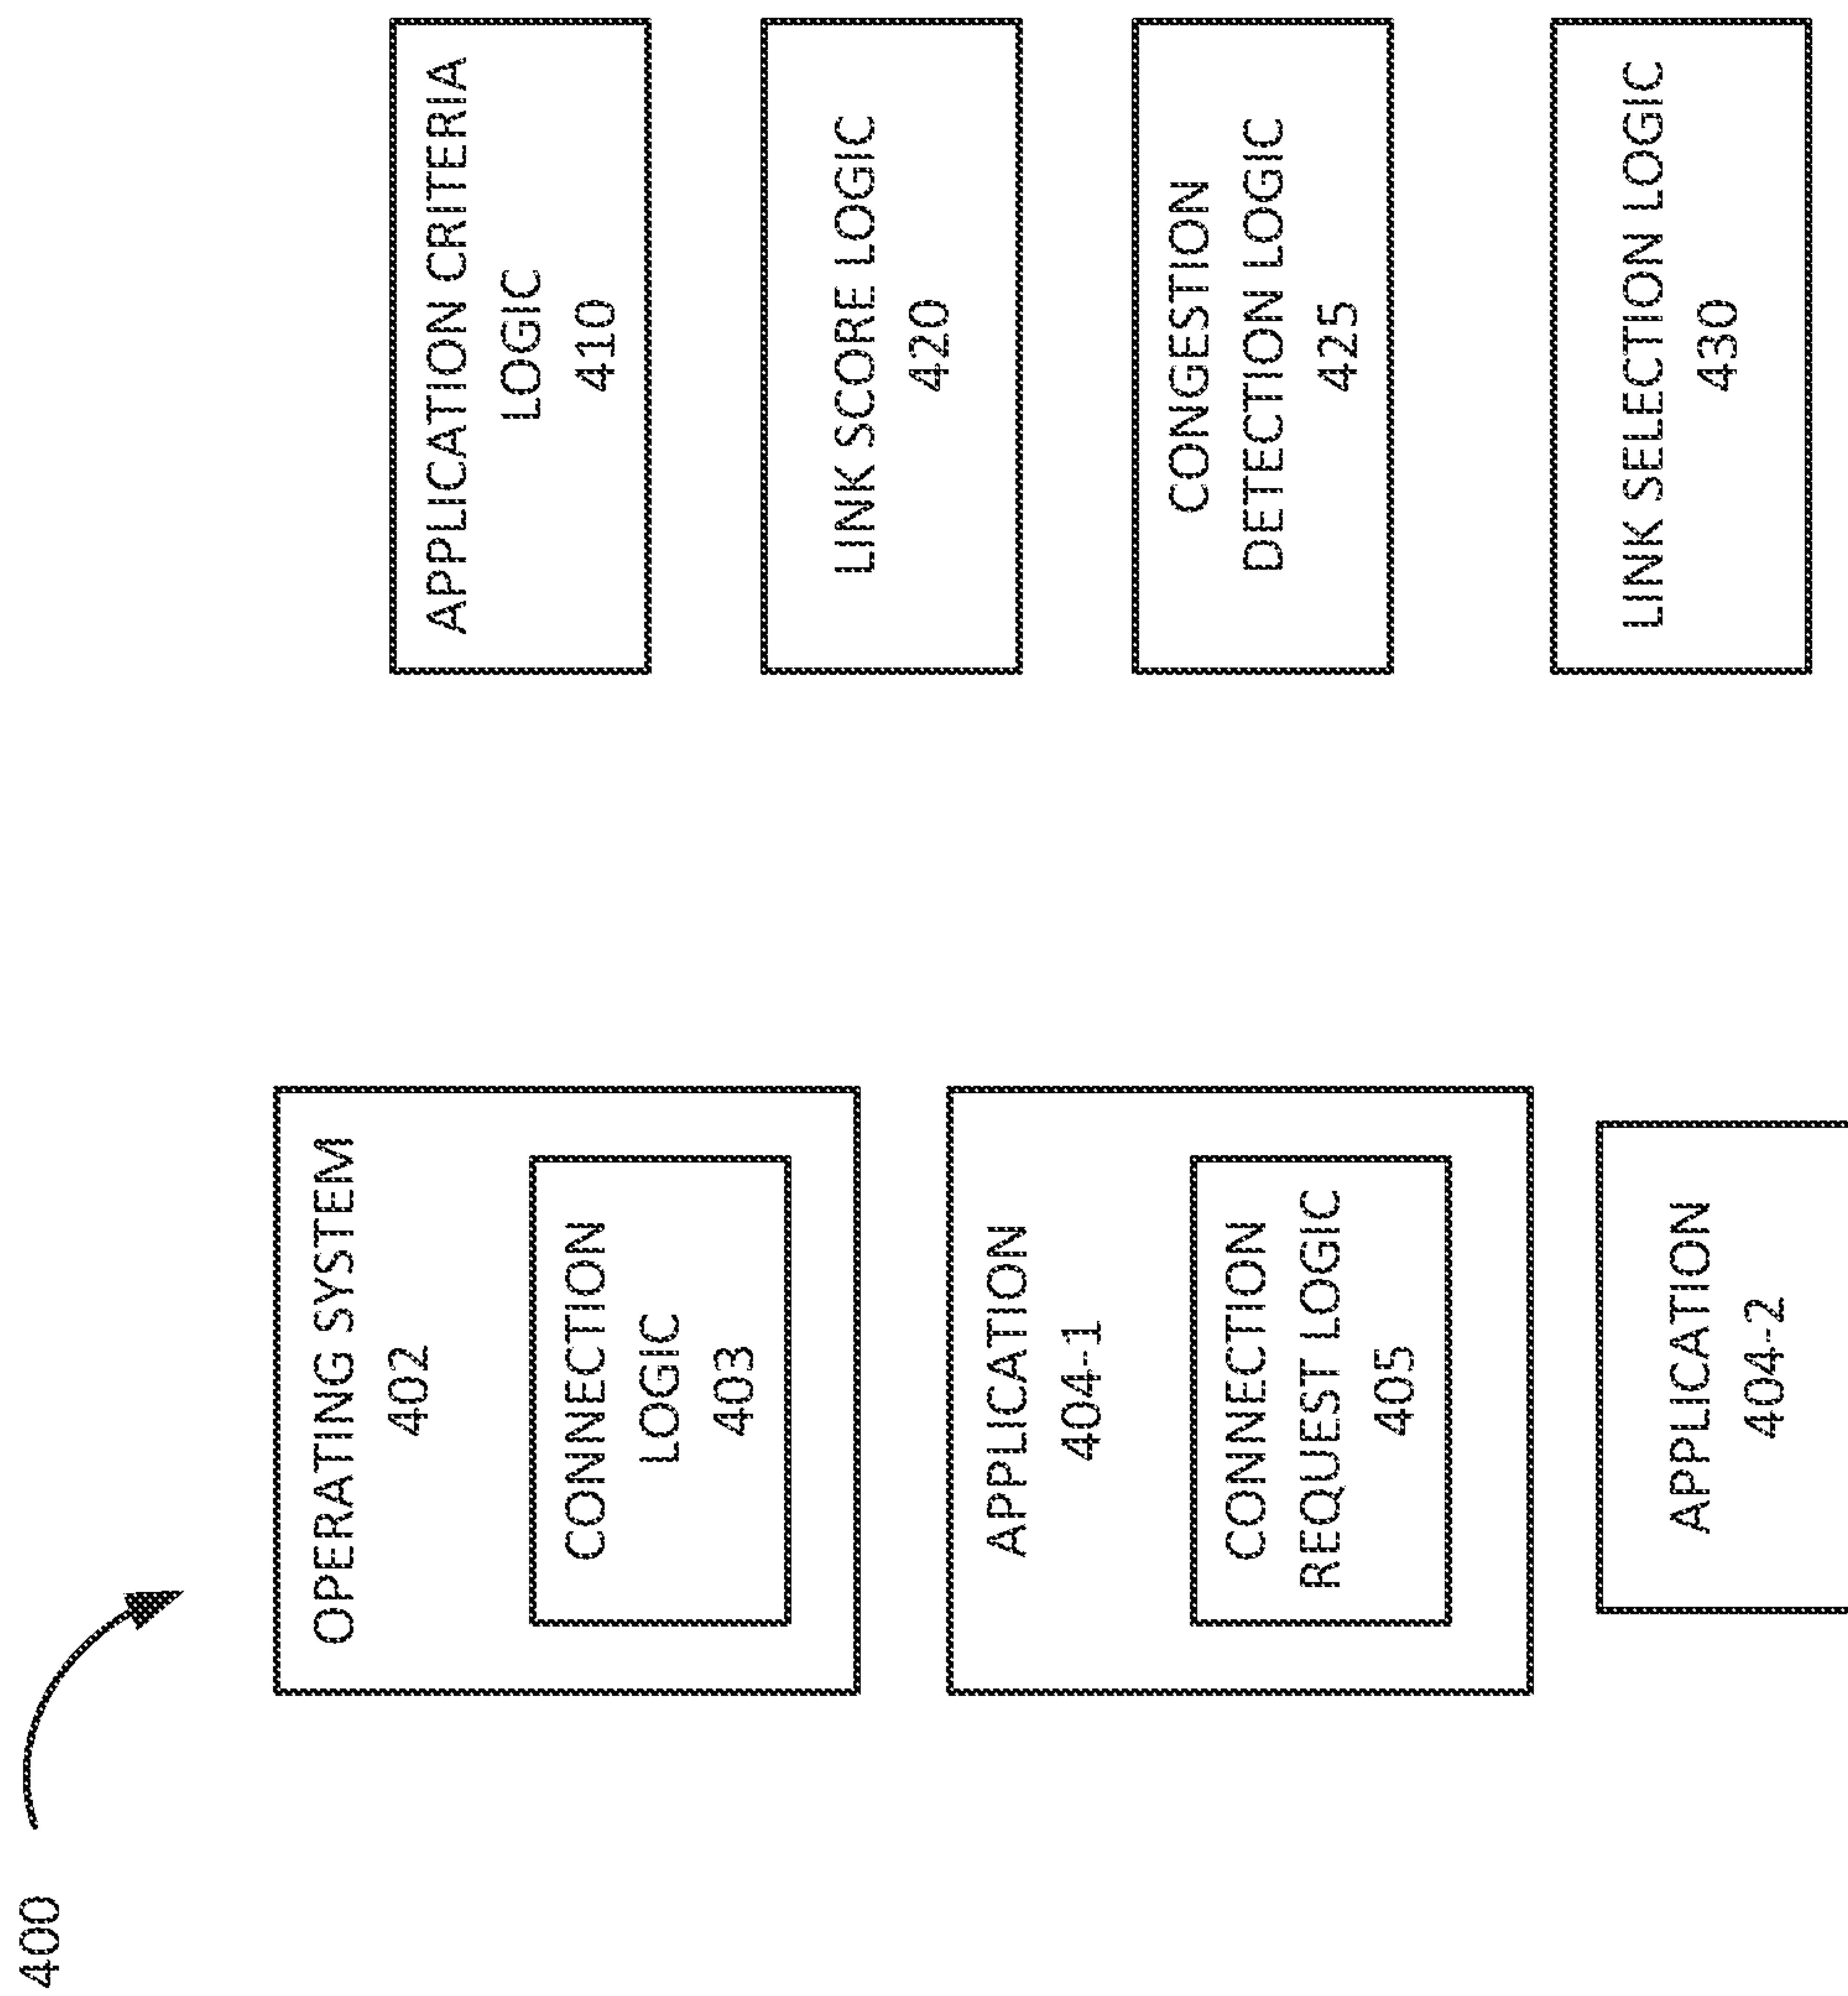 400
OPERATING SYSTEM
402
CONNECTION
LOGIC
403
APPLICATION
404-1
CONNECTION
REQUEST LOGIC
405
APPLICATION
404-2
APPLICATION CRITERIA
LOGIC
410
LINK SCORE LOGIC
420
CONGESTION
DETECTION LOGIC
425
LINK SELECTION LOGIC
430